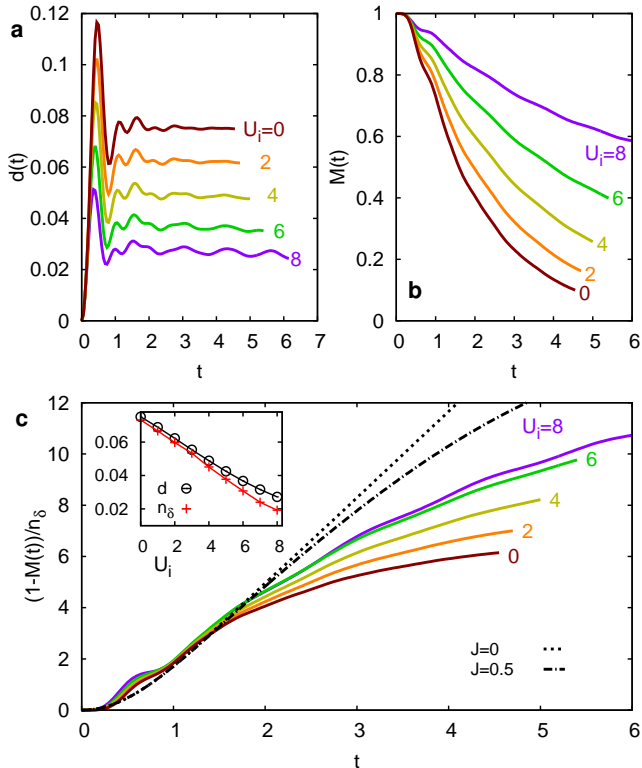 a
d(t)
0.12
0.1
0.08
0.06
0.04
0.02
0
U_i=0
2
4
6
8
0 1 2 3 4 5 6 7
t
M(t)
1
0.8
0.6
0.4
0.2
0
U_i=8
6
4
2
0
b
0 1 2 3 4 5 6
t
c
(1-M(t))/n_δ
12
10
8
6
4
2
0
0.06
0.04
0.02
d
n_δ
0 2 4 6 8
U_i
U_i=8
6
4
2
0
J=0
J=0.5
0 1 2 3 4 5 6
t